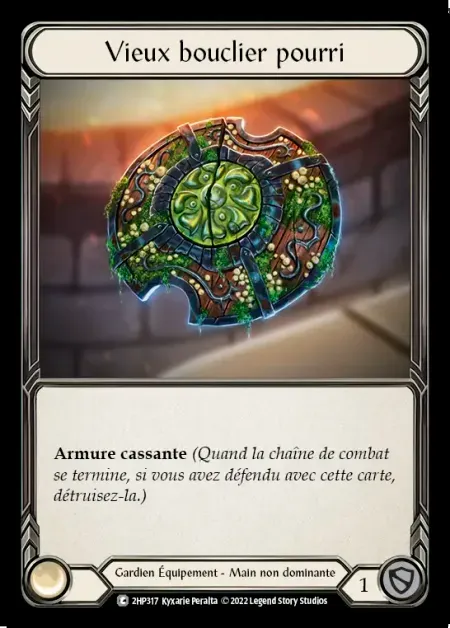 Vieux bouclier pourri
Armure cassante (Quand la chaîne de combat
se termine, si vous avez défendu avec cette carte,
détruisez-la.)
Gardien Équipement - Main non dominante
1
C 2HP317 Kyxarie Peralta © 2022 Legend Story Studios